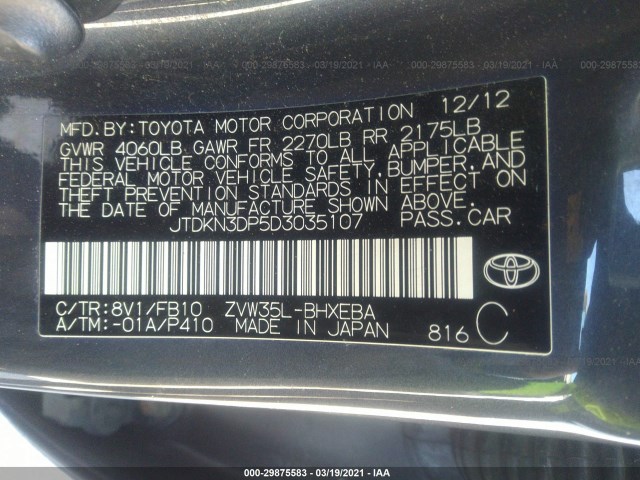 000-29875583 - 03/19/2021 - IAA
MFD. BY:TOYOTA MOTOR CORPORATION 12/12
GVWR 4060LB GAWR FR 2270LB RR 2175LB
THIS VEHICLE CONFORMS TO ALL APPLICABLE
FEDERAL MOTOR VEHICLE SAFETY,BUMPER,AND
THEFT PREVENTION STANDARDS IN EFFECT ON
THE DATE OF MANUFACTURE SHOWN ABOVE.
JTDKN3DP5D3035107 PASS.CAR
C/TR:8V1/FB10 ZVW35L-BHXEBA
A/TM:-01A/P410 MADE IN JAPAN 816 C
000-29875583 - 03/19/2021 - IAA